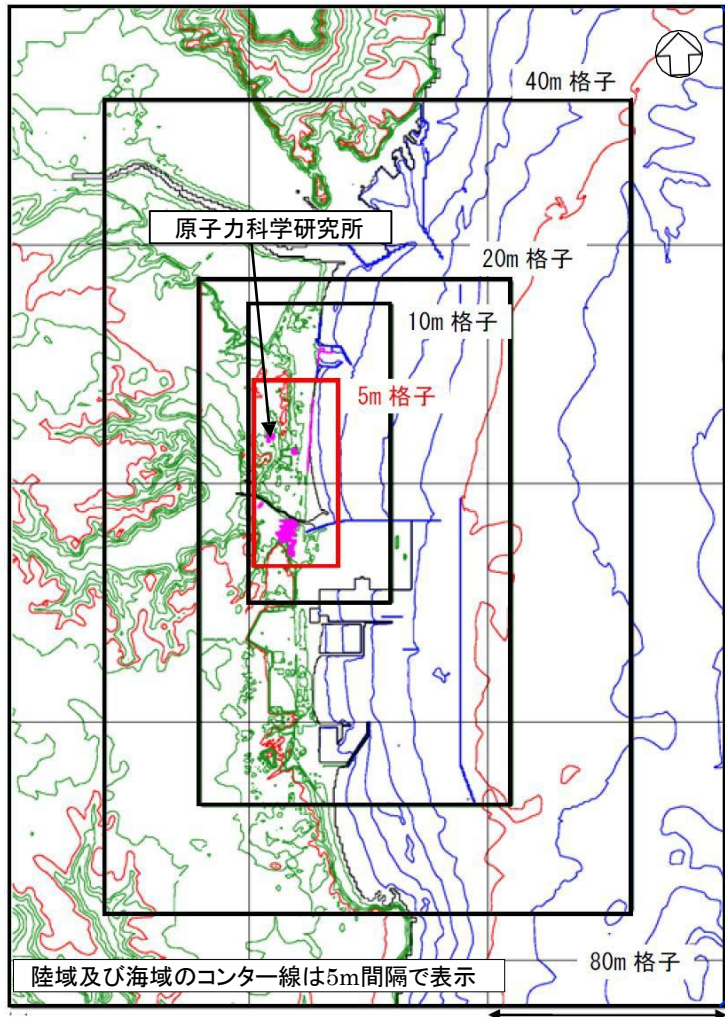 40m 格子
原子力科学研究所
20m 格子
10m 格子
5m 格子
80m 格子
陸域及び海域のコンター線は5m間隔で表示